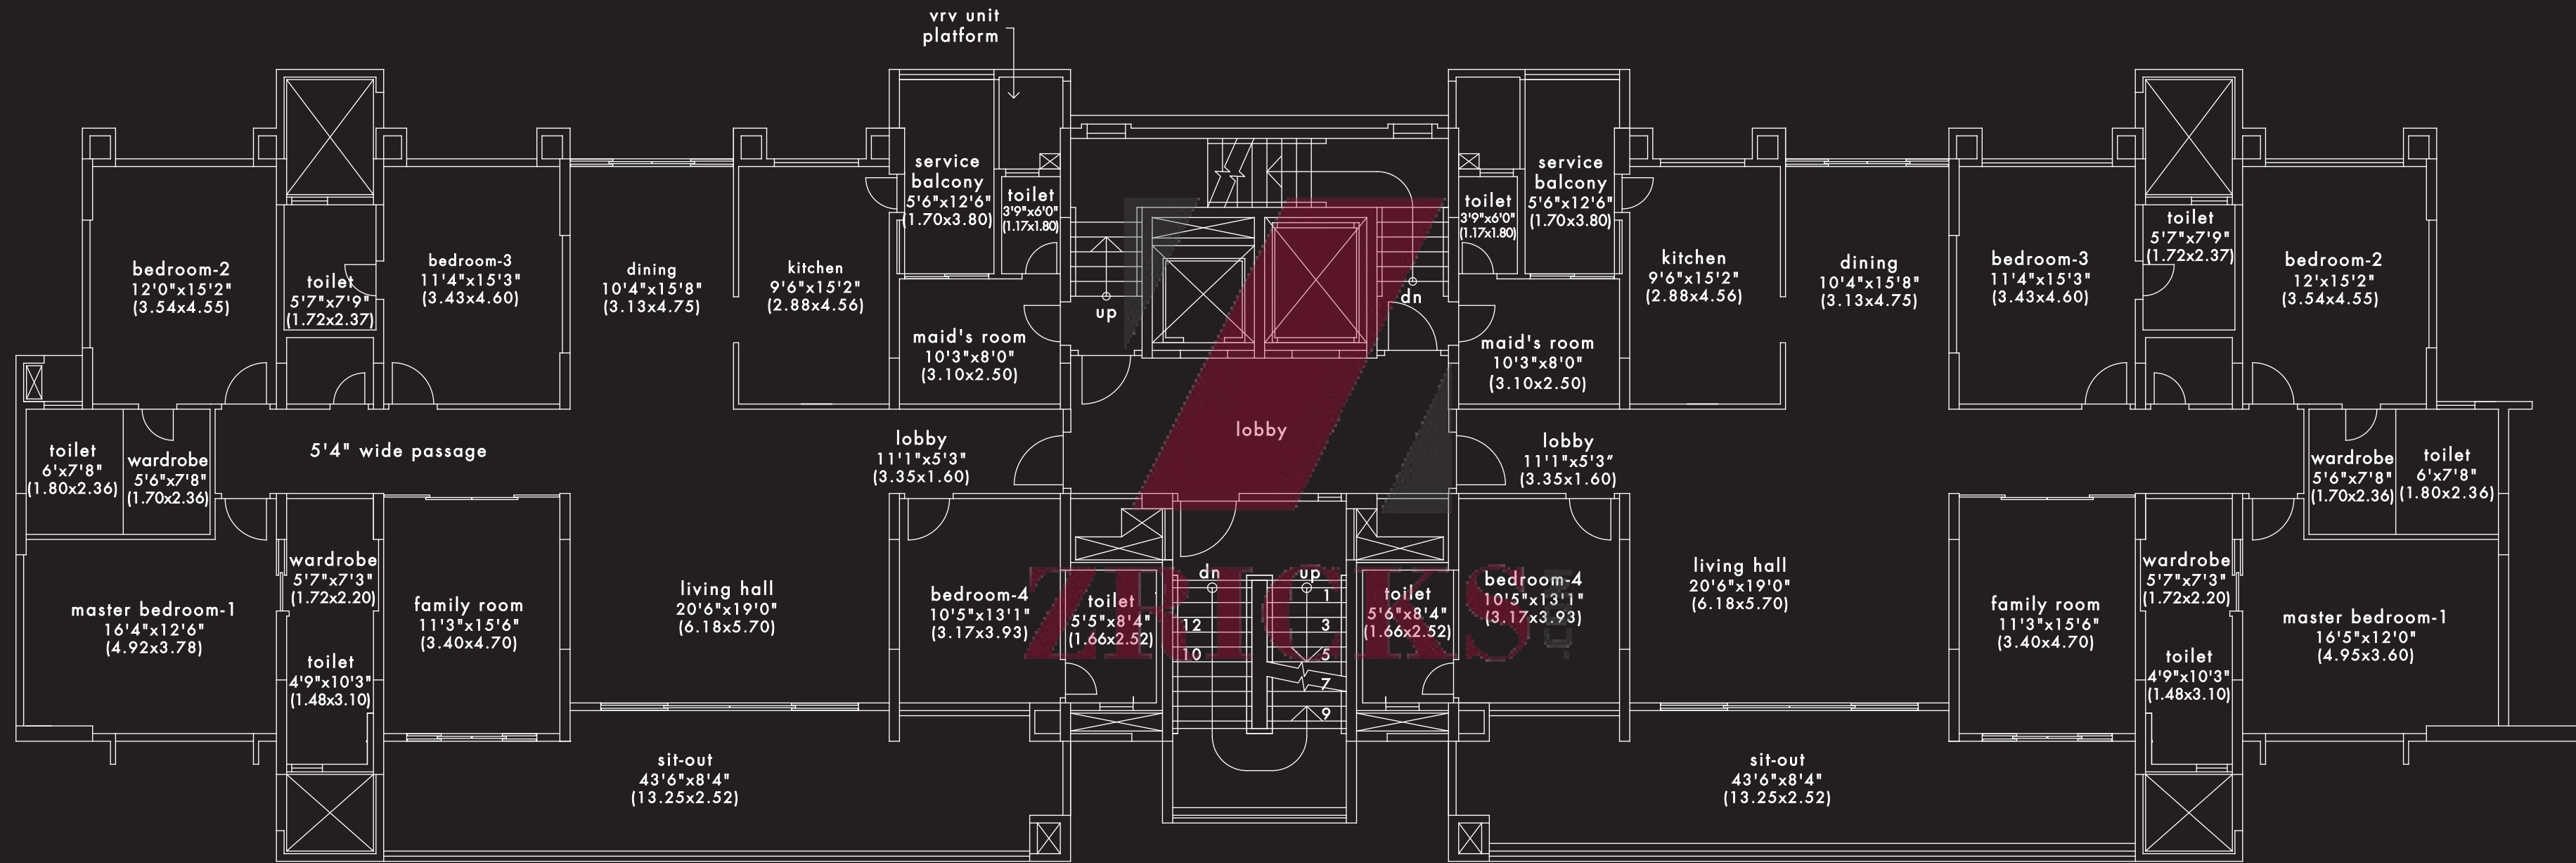 vrv unit
platform
bedroom-2
12'0"x15'2"
(3.54x4.55)
toilet
5'7"x7'9"
(1.72x2.37)
bedroom-3
11'4"x15'3"
(3.43x4.60)
dining
10'4"x15'8"
(3.13x4.75)
kitchen
9'6"x15'2"
(2.88x4.56)
service
balcony
5'6"x12'6"
(1.70x3.80)
toilet
3'9"x6'0"
(1.17x1.80)
maid's room
10'3"x8'0"
(3.10x2.50)
up
dn
toilet
3'9"x6'0"
(1.17x1.80)
service
balcony
5'6"x12'6"
(1.70x3.80)
maid's room
10'3"x8'0"
(3.10x2.50)
kitchen
9'6"x15'2"
(2.88x4.56)
dining
10'4"x15'8"
(3.13x4.75)
bedroom-3
11'4"x15'3"
(3.43x4.60)
toilet
5'7"x7'9"
(1.72x2.37)
bedroom-2
12'x15'2"
(3.54x4.55)
toilet
6'x7'8"
(1.80x2.36)
wardrobe
5'6"x7'8"
(1.70x2.36)
5'4" wide passage
lobby
11'1"x5'3"
(3.35x1.60)
lobby
lobby
11'1"x5'3”
(3.35x1.60)
wardrobe
5'6"x7'8"
(1.70x2.36)
toilet
6'x7'8"
(1.80x2.36)
master bedroom-1
16'4"x12'6"
(4.92x3.78)
wardrobe
5'7"x7'3"
(1.72x2.20)
toilet
4'9"x10'3"
(1.48x3.10)
family room
11'3"x15'6"
(3.40x4.70)
living hall
20'6"x19'0"
(6.18x5.70)
bedroom-4
10'5"x13'1"
(3.17x3.93)
toilet
5'5"x8'4"
(1.66x2.52)
dn
up
1
12
3
10
5
7
9
ZRICKS
toilet
5'6"x8'4"
(1.66x2.52)
bedroom-4
10'5"x13'1"
(3.17x3.93)
living hall
20'6"x19'0"
(6.18x5.70)
family room
11'3"x15'6"
(3.40x4.70)
wardrobe
5'7"x7'3"
(1.72x2.20)
toilet
4'9"x10'3"
(1.48x3.10)
master bedroom-1
16'5"x12'0"
(4.95x3.60)
sit-out
43'6"x8'4"
(13.25x2.52)
sit-out
43'6"x8'4"
(13.25x2.52)